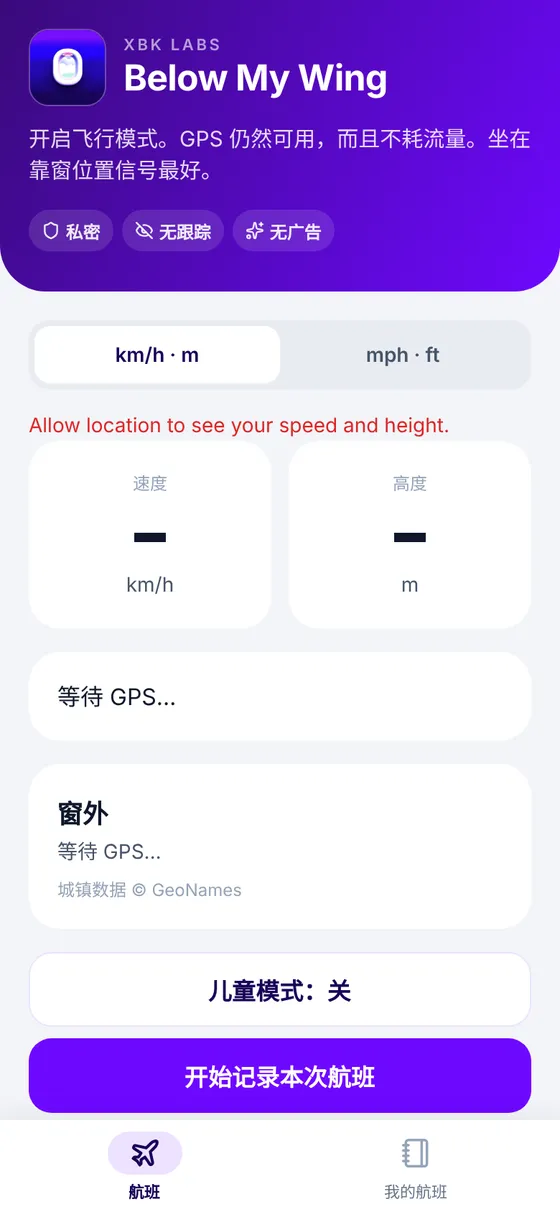 XBK LABS
Below My Wing
开启飞行模式。GPS 仍然可用，而且不耗流量。坐在
靠窗位置信号最好。
私密
无跟踪
无广告
km/h · m
mph · ft
Allow location to see your speed and height.
速度
高度
km/h
m
等待 GPS…
窗外
等待 GPS…
城镇数据 © GeoNames
儿童模式：关
开始记录本次航班
航班
我的航班